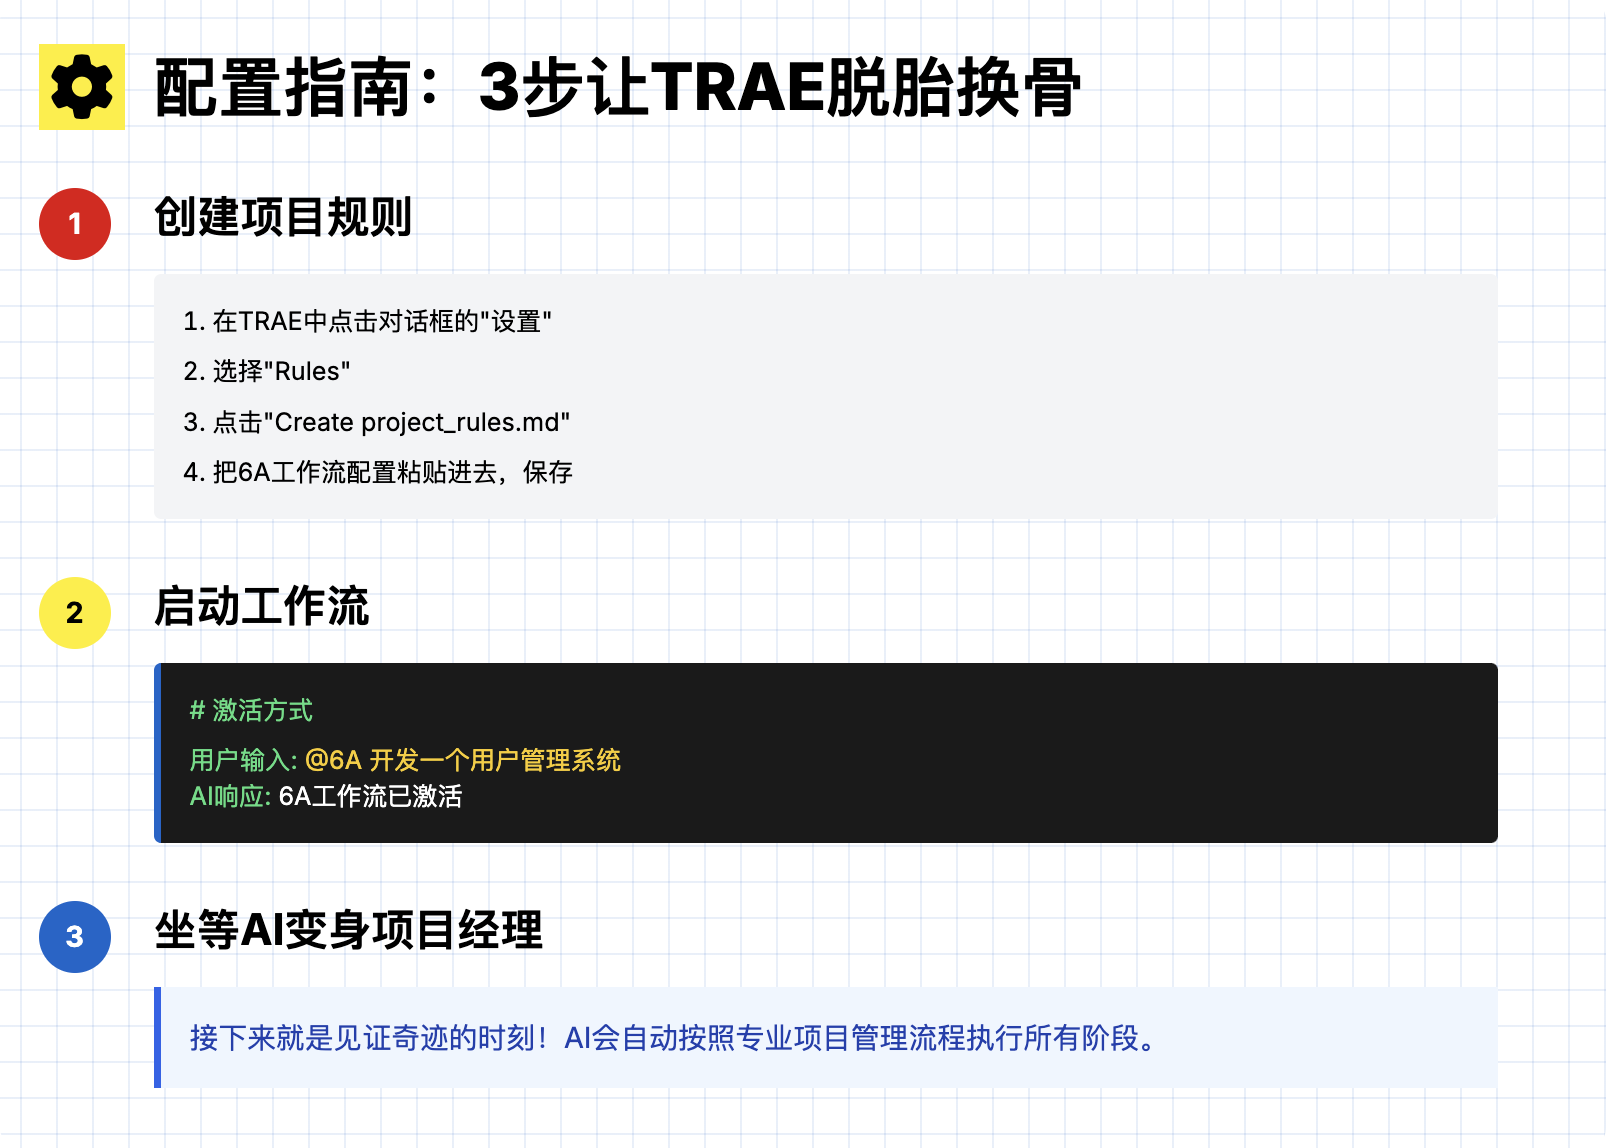 配置指南：3步让TRAE脱胎换骨
1
创建项目规则
1. 在TRAE中点击对话框的"设置"
2. 选择"Rules"
3. 点击"Create project_rules.md"
4. 把6A工作流配置粘贴进去，保存
2
启动工作流
# 激活方式
用户输入: @6A 开发一个用户管理系统
AI响应: 6A工作流已激活
3
坐等AI变身项目经理
接下来就是见证奇迹的时刻！AI会自动按照专业项目管理流程执行所有阶段。